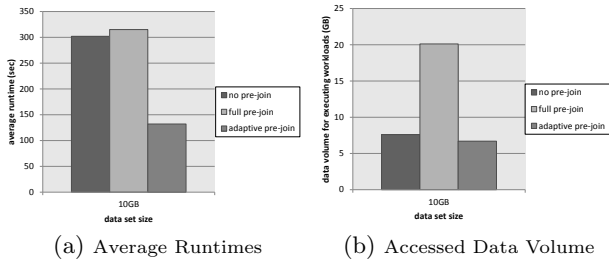 350
300
250
200
150
100
50
0
average runtime (sec)
10GB
data set size
no pre-join
full pre-join
adaptive pre-join
(a) Average Runtimes
25
20
15
10
5
0
data volume for executing workloads (GB)
10GB
data set size
no pre-join
full pre-join
adaptive pre-join
(b) Accessed Data Volume